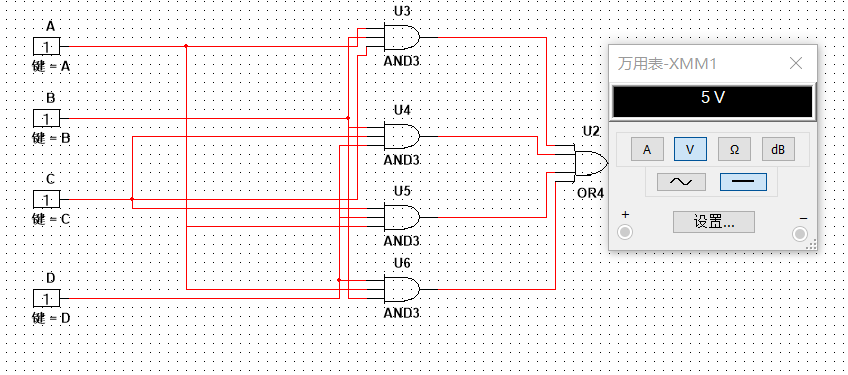 A
1
键 = A
B
1
键 = B
C
1
键 = C
D
1
键 = D
U3
AND3
U4
AND3
U5
AND3
U6
AND3
U2
OR4
万用表-XMM1
5 V
A
V
Ω
dB
+
设置...
−